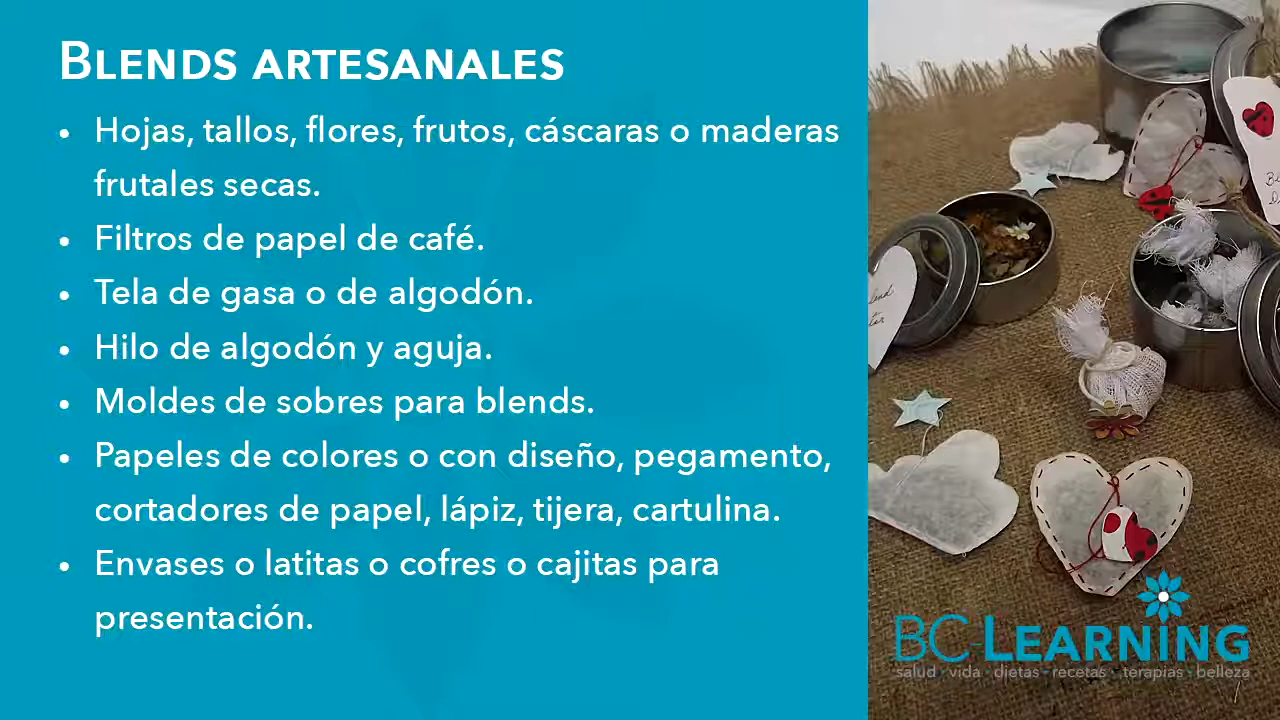 Blends artesanales
• Hojas, tallos, flores, frutos, cáscaras o maderas
frutales secas.
• Filtros de papel de café.
• Tela de gasa o de algodón.
• Hilo de algodón y aguja.
• Moldes de sobres para blends.
• Papeles de colores o con diseño, pegamento,
cortadores de papel, lápiz, tijera, cartulina.
• Envases o latitas o cofres o cajitas para
presentación.
BC-Learning
salud · vida · dietas · recetas · terapias · belleza